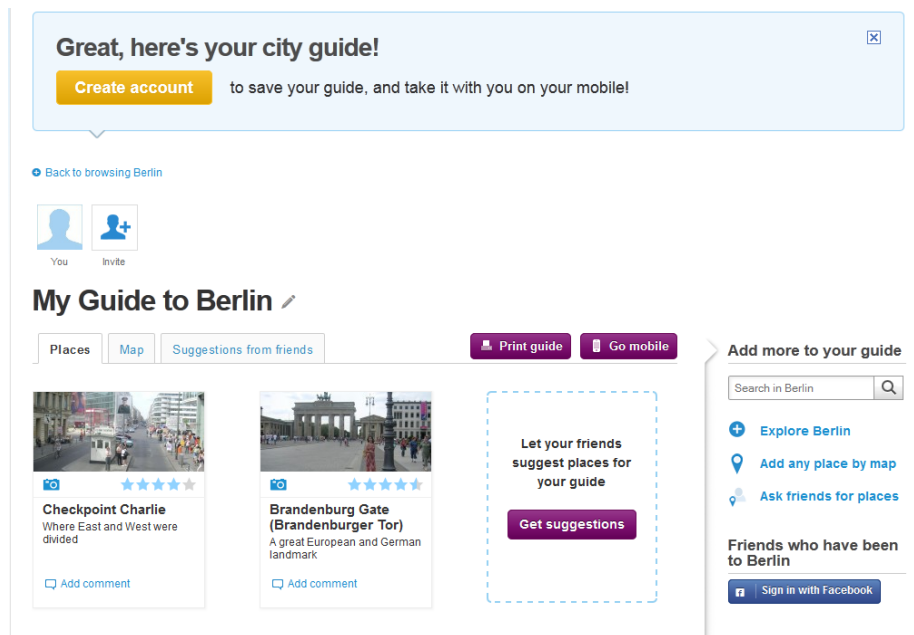 Great, here's your city guide!
Create account to save your guide, and take it with you on your mobile!
Back to browsing Berlin
You Invite
My Guide to Berlin
Places Map Suggestions from friends Print guide Go mobile
Checkpoint Charlie
Where East and West were
divided
Add comment
Brandenburg Gate
(Brandenburger Tor)
A great European and German
landmark
Add comment
Let your friends
suggest places for
your guide
Get suggestions
Add more to your guide
Search in Berlin
Explore Berlin
Add any place by map
Ask friends for places
Friends who have been
to Berlin
Sign in with Facebook